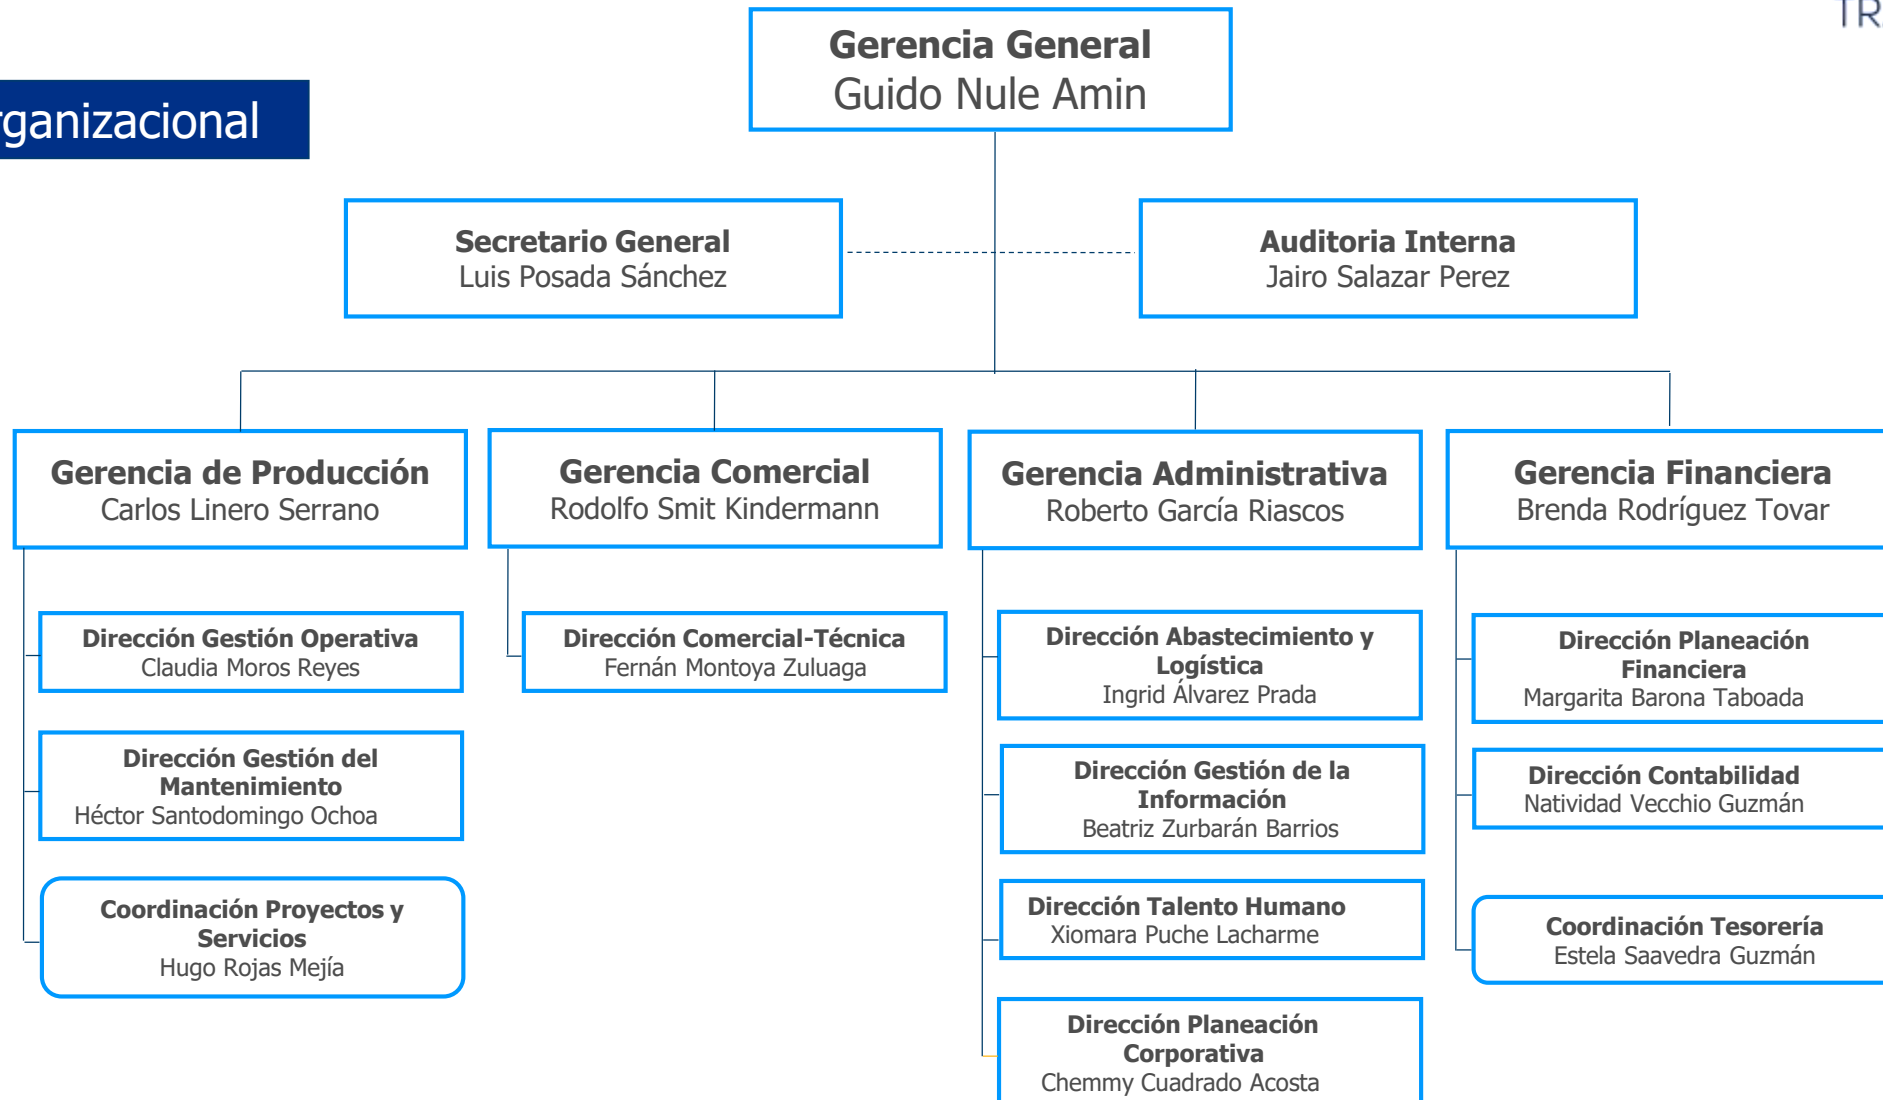 TR
Gerencia General
Guido Nule Amin
rganizacional
Secretario General
Luis Posada Sánchez
Auditoria Interna
Jairo Salazar Perez
Gerencia de Producción
Carlos Linero Serrano
Gerencia Comercial
Rodolfo Smit Kindermann
Gerencia Administrativa
Roberto García Riascos
Gerencia Financiera
Brenda Rodríguez Tovar
Dirección Gestión Operativa
Claudia Moros Reyes
Dirección Gestión del
Mantenimiento
Héctor Santodomingo Ochoa
Coordinación Proyectos y
Servicios
Hugo Rojas Mejía
Dirección Comercial-Técnica
Fernán Montoya Zuluaga
Dirección Abastecimiento y
Logística
Ingrid Álvarez Prada
Dirección Gestión de la
Información
Beatriz Zurbarán Barrios
Dirección Talento Humano
Xiomara Puche Lacharme
Dirección Planeación
Corporativa
Chemmy Cuadrado Acosta
Dirección Planeación
Financiera
Margarita Barona Taboada
Dirección Contabilidad
Natividad Vecchio Guzmán
Coordinación Tesorería
Estela Saavedra Guzmán